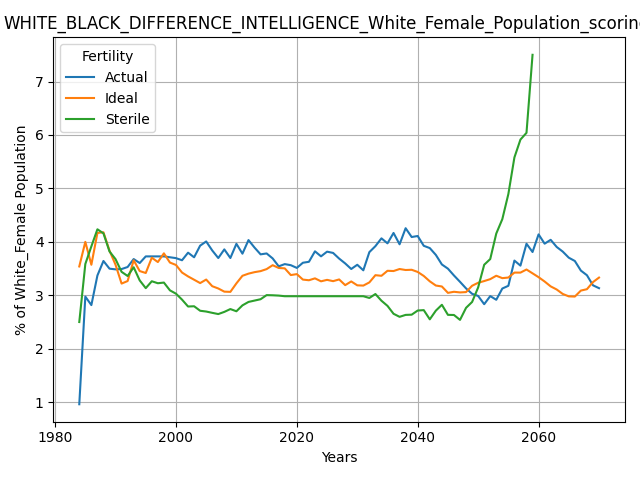 WHITE_BLACK_DIFFERENCE_INTELLIGENCE_White_Female_Population_scorin
Fertility
Actual
Ideal
Sterile
% of White_Female Population
7
6
5
4
3
2
1
1980
2000
2020
2040
2060
Years